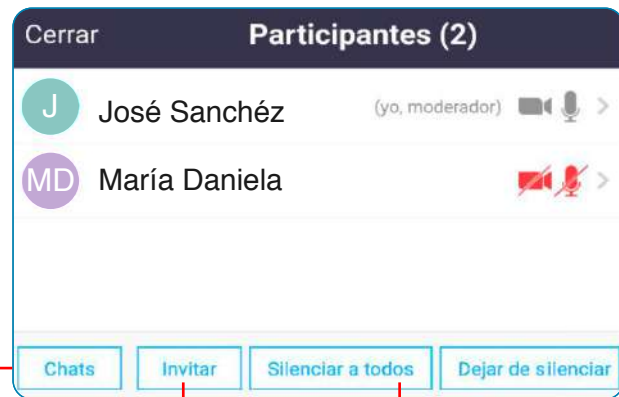 Cerrar Participantes (2)
J José Sanchéz (yo, moderador)
MD María Daniela
Chats Invitar Silenciar a todos Dejar de silenciar